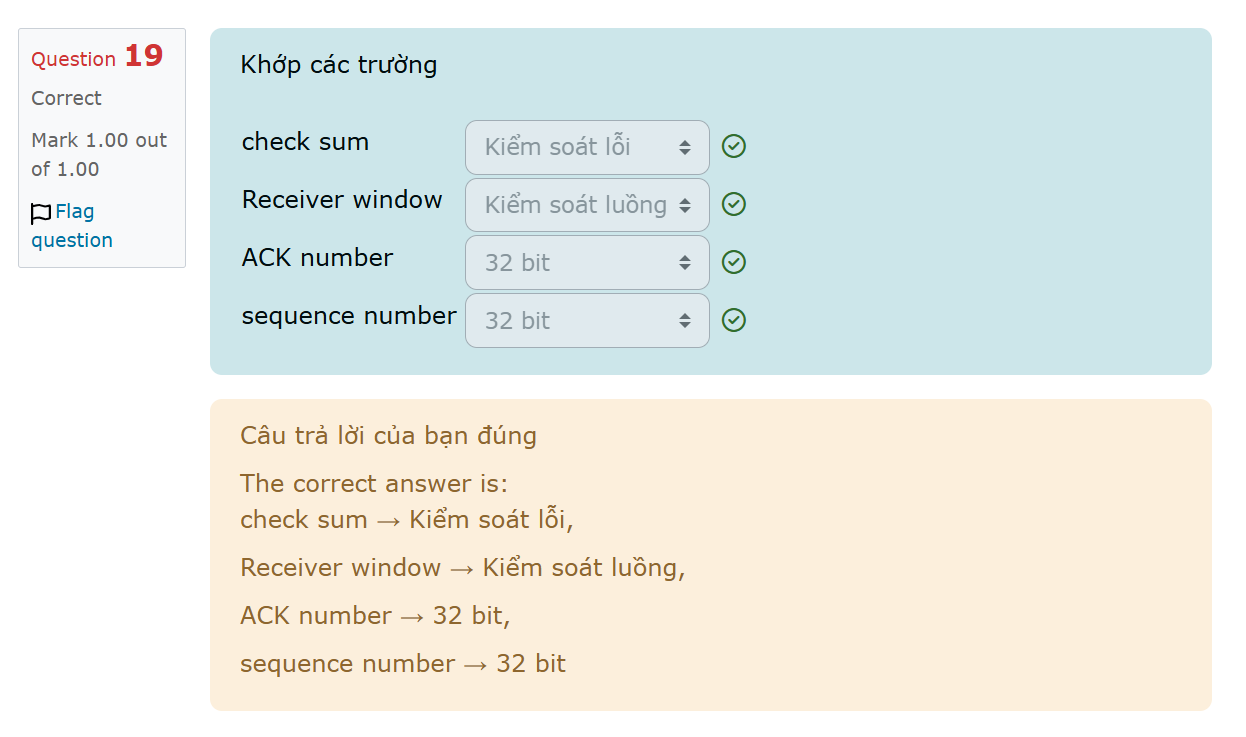 Question 19
Correct
Mark 1.00 out
of 1.00
Flag
question
Khớp các trường
check sum Kiểm soát lỗi
Receiver window Kiểm soát luồng
ACK number 32 bit
sequence number 32 bit
Câu trả lời của bạn đúng
The correct answer is:
check sum → Kiểm soát lỗi,
Receiver window → Kiểm soát luồng,
ACK number → 32 bit,
sequence number → 32 bit